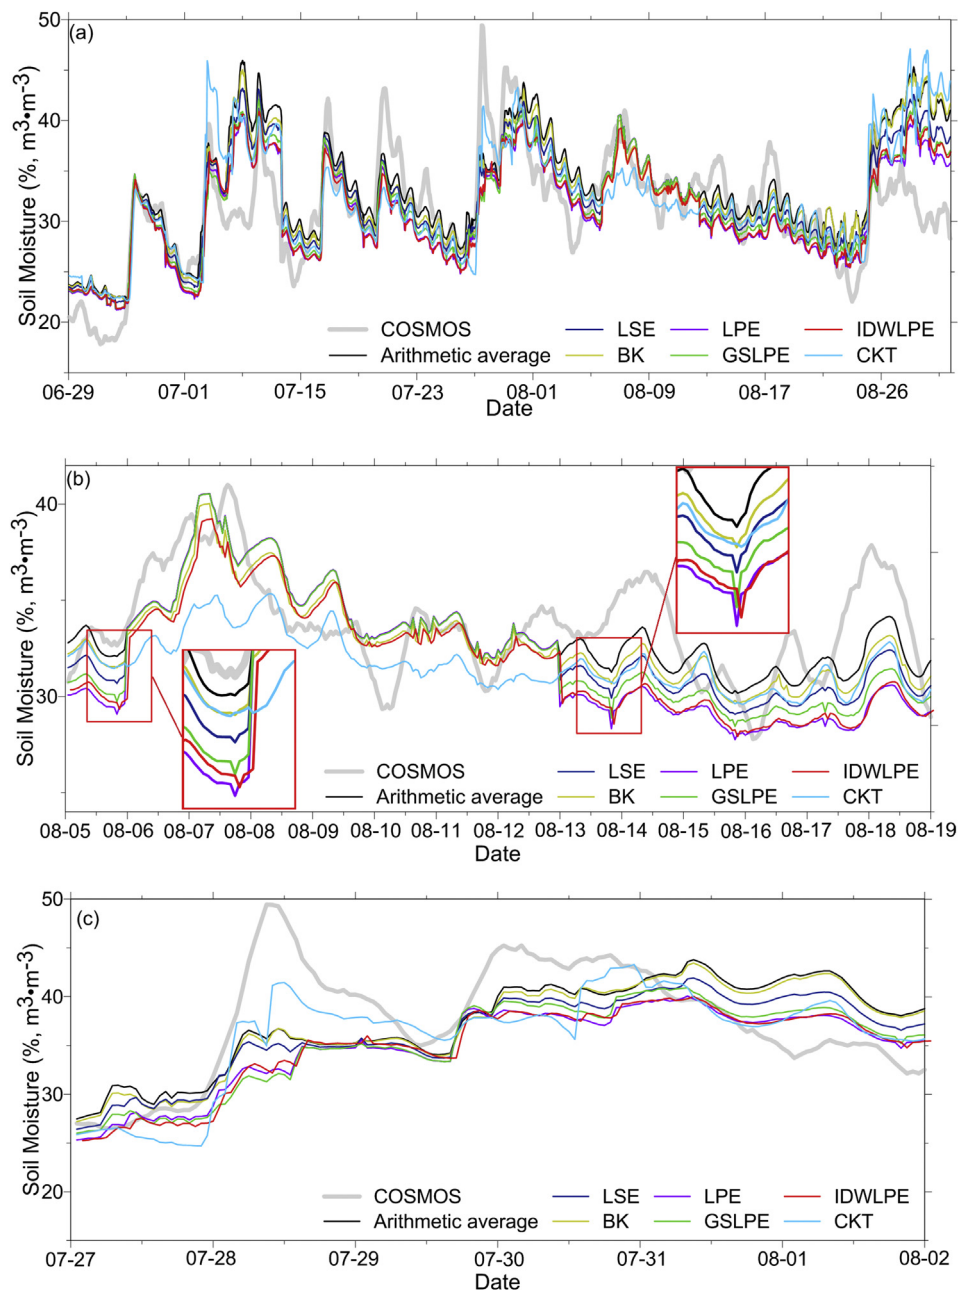 (a)
Soil Moisture (%, m³•m⁻³)
50
40
30
20
COSMOS LSE LPE IDWLPE
Arithmetic average BK GSLPE CKT
06-29 07-01 07-15 07-23 08-01 08-09 08-17 08-26
Date
(b)
Soil Moisture (%, m³•m⁻³)
40
30
COSMOS LSE LPE IDWLPE
Arithmetic average BK GSLPE CKT
08-05 08-06 08-07 08-08 08-09 08-10 08-11 08-12 08-13 08-14 08-15 08-16 08-17 08-18 08-19
Date
(c)
Soil Moisture (%, m³•m⁻³)
50
40
30
20
COSMOS LSE LPE IDWLPE
Arithmetic average BK GSLPE CKT
07-27 07-28 07-29 07-30 07-31 08-01 08-02
Date